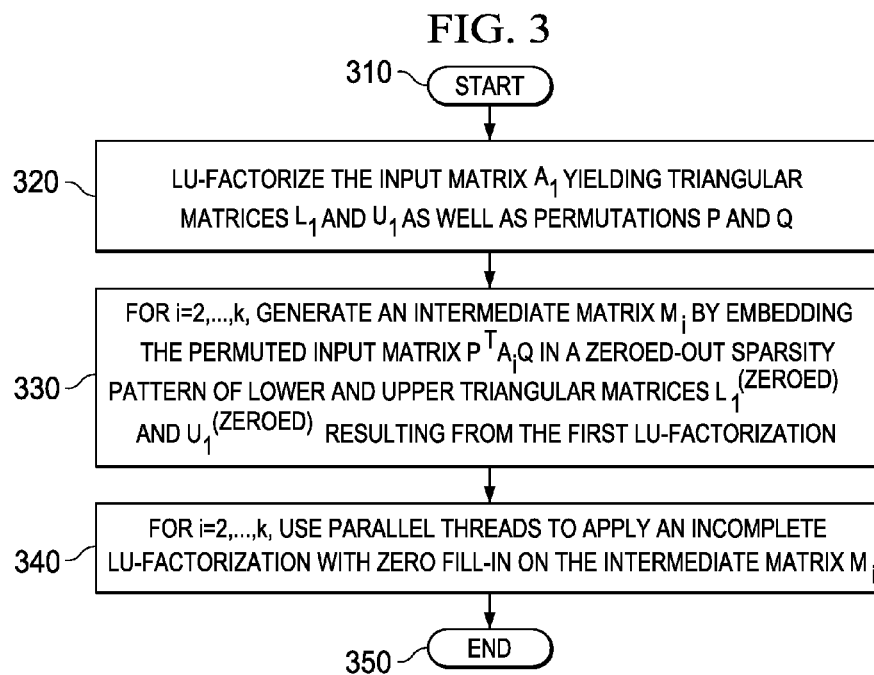 FIG. 3
310
START
320
LU-FACTORIZE THE INPUT MATRIX A1 YIELDING TRIANGULAR
MATRICES L1 AND U1 AS WELL AS PERMUTATIONS P AND Q
330
FOR i=2,...,k, GENERATE AN INTERMEDIATE MATRIX Mi BY EMBEDDING
THE PERMUTED INPUT MATRIX P^T AiQ IN A ZEROED-OUT SPARSITY
PATTERN OF LOWER AND UPPER TRIANGULAR MATRICES L1(ZEROED)
AND U1(ZEROED) RESULTING FROM THE FIRST LU-FACTORIZATION
340
FOR i=2,...,k, USE PARALLEL THREADS TO APPLY AN INCOMPLETE
LU-FACTORIZATION WITH ZERO FILL-IN ON THE INTERMEDIATE MATRIX Mi
350
END